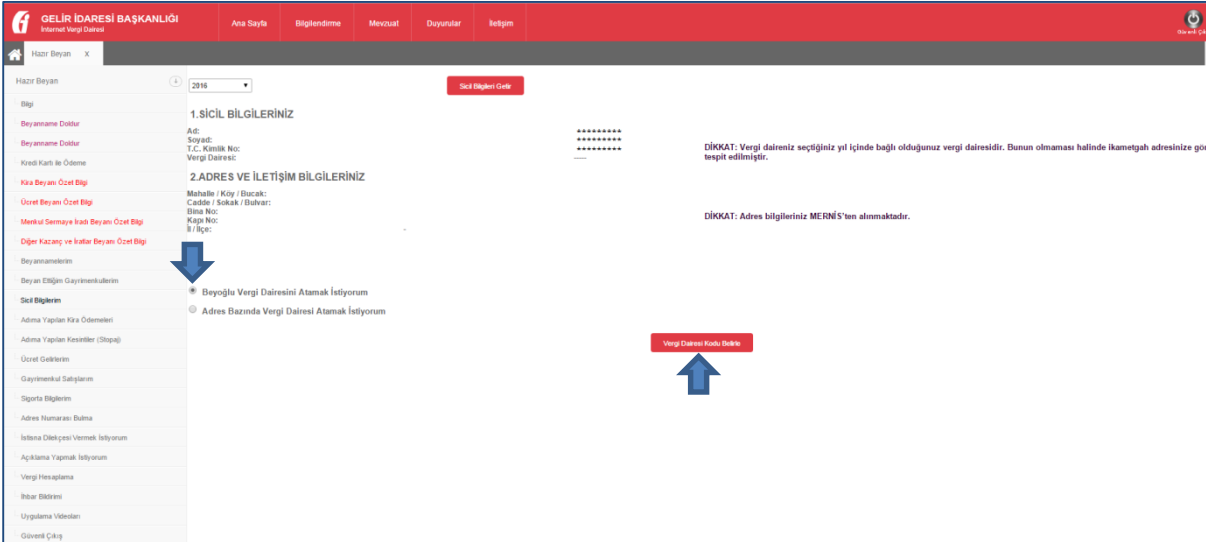 GELİR İDARESİ BAŞKANLIĞI
İnternet Vergi Dairesi
Ana Sayfa
Bilgilendirme
Mevzuat
Duyurular
İletişim
Güvenli
Hazır Beyan X
Hazır Beyan
Bilgi
Beyanname Doldur
Beyanname Doldur
Kredi Kartı ile Ödeme
Kira Beyanı Özet Bilgi
Ücret Beyanı Özet Bilgi
Menkul Sermaye İradı Beyanı Özet Bilgi
Diğer Kazanç ve İratlar Beyanı Özet Bilgi
Beyannamelerim
Beyan Ettiğim Gayrimenkullerim
Sicil Bilgilerim
Adıma Yapılan Kira Ödemeleri
Adıma Yapılan Kesintiler (Stopaj)
Ücret Gelirlerim
Gayrimenkul Satışlarım
Sigorta Bilgilerim
Adres Numarası Bulma
İstisna Dilekçesi Vermek İstiyorum
Açıklama Yapmak İstiyorum
Vergi Hesaplama
İhbar Bildirimi
Uygulama Videoları
Güvenli Çıkış
2016
Sicil Bilgileri Getir
1.SİCİL BİLGİLERİNİZ
Ad: *********
Soyad: *********
T.C. Kimlik No: *********
Vergi Dairesi: ----
DİKKAT: Vergi daireniz seçtiğiniz yıl içinde bağlı olduğunuz vergi dairesidir. Bunun olmaması halinde ikametgah adresinize gör
tespit edilmiştir.
2.ADRES VE İLETİŞİM BİLGİLERİNİZ
Mahalle / Köy / Bucak:
Cadde / Sokak / Bulvar:
Bina No:
Kapı No:
İl / İlçe: -
DİKKAT: Adres bilgileriniz MERNİS'ten alınmaktadır.
Beyoğlu Vergi Dairesini Atamak İstiyorum
Adres Bazında Vergi Dairesi Atamak İstiyorum
Vergi Dairesi Kodu Belirle